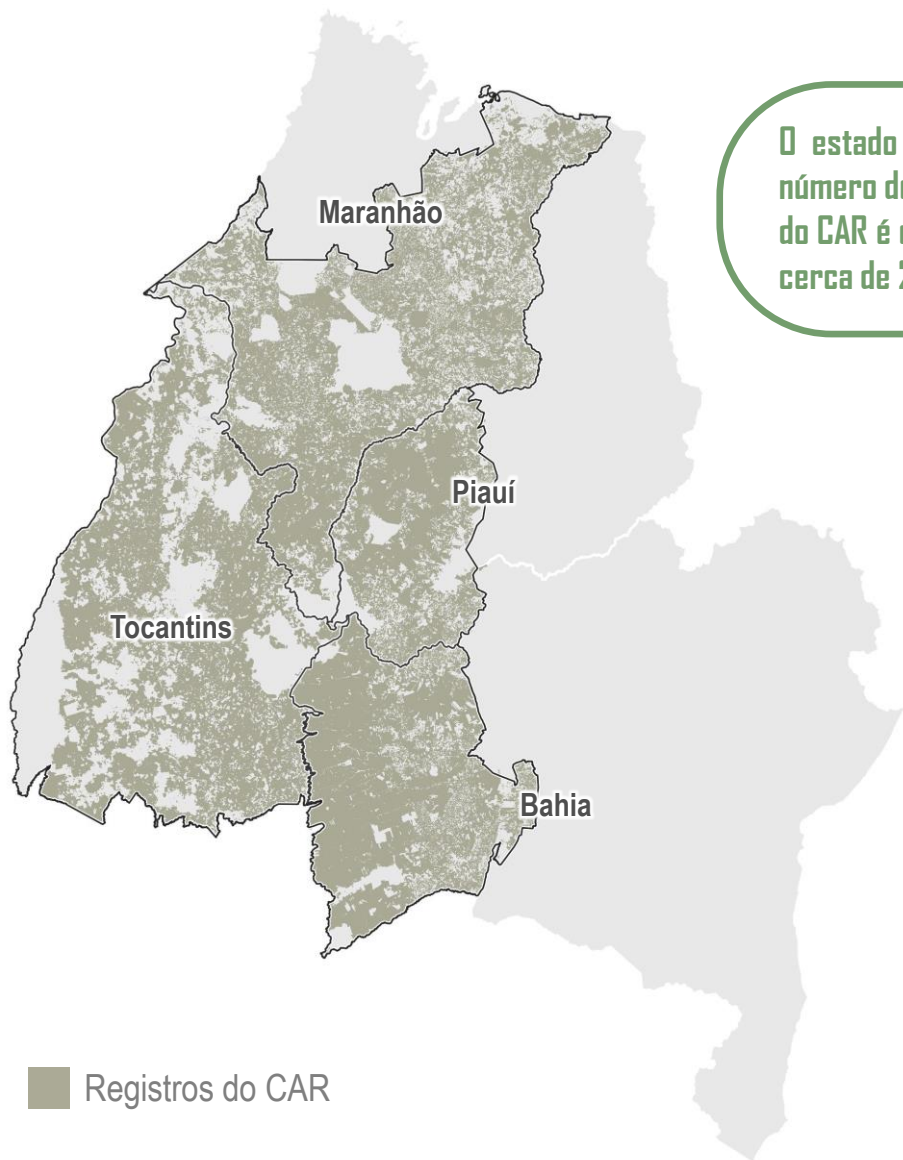 O estado
número d
do CAR é
cerca de
Maranhão
Piauí
Tocantins
Bahia
Registros do CAR